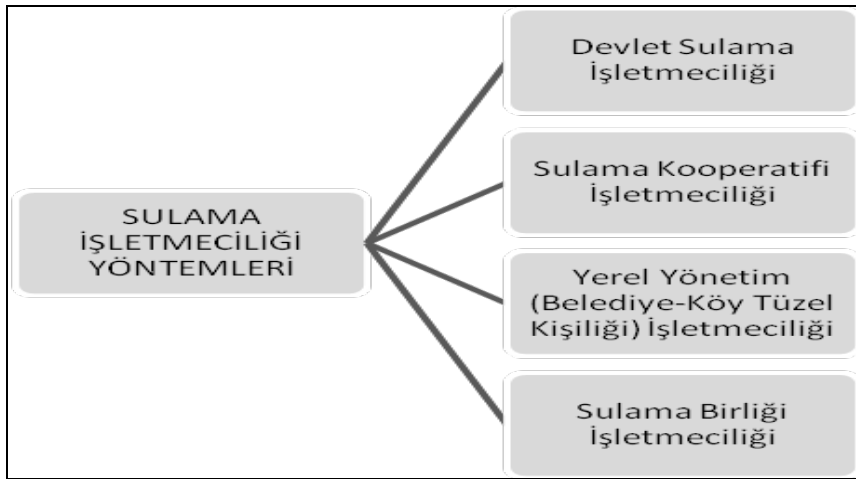 SULAMA
İŞLETMECİLİĞİ
YÖNTEMLERİ
Devlet Sulama
İşletmeciliği
Sulama Kooperatifi
İşletmeciliği
Yerel Yönetim
(Belediye-Köy Tüzel
Kişiliği) İşletmeciliği
Sulama Birliği
İşletmeciliği